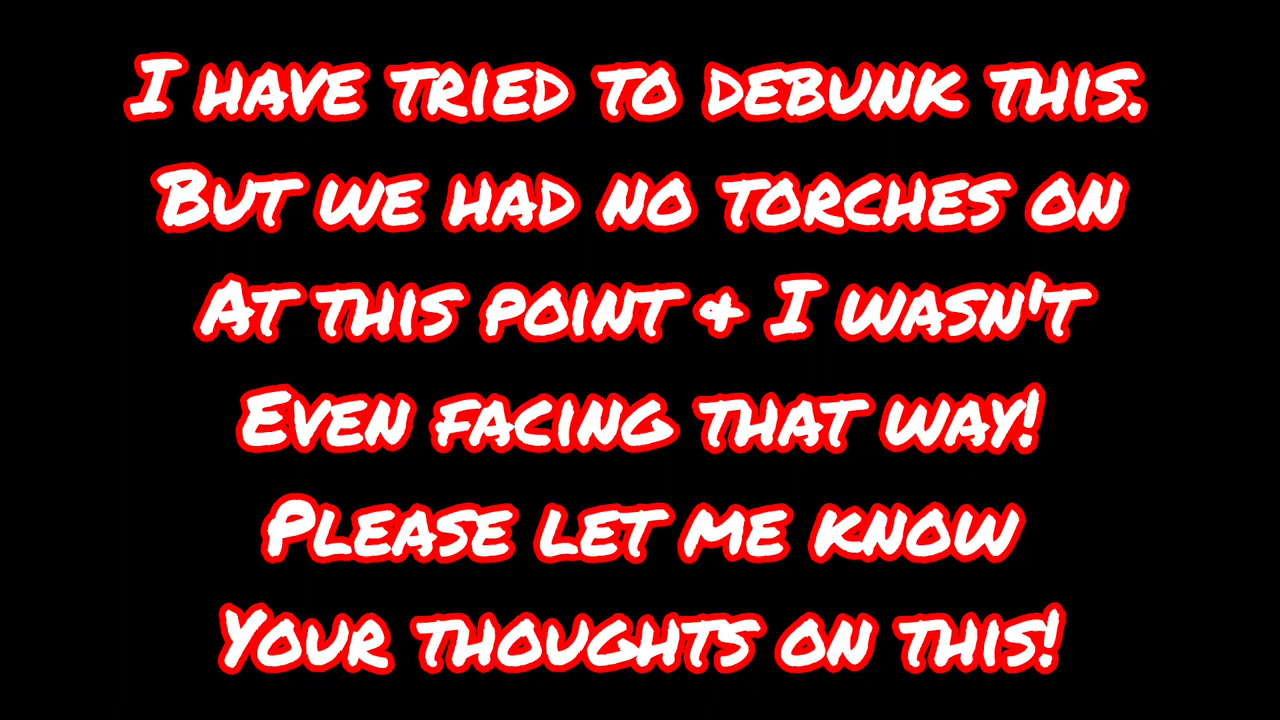 I HAVE TRIED TO DEBUNK THIS.
BUT WE HAD NO TORCHES ON
AT THIS POINT & I WASN'T
EVEN FACING THAT WAY!
PLEASE LET ME KNOW
YOUR THOUGHTS ON THIS!